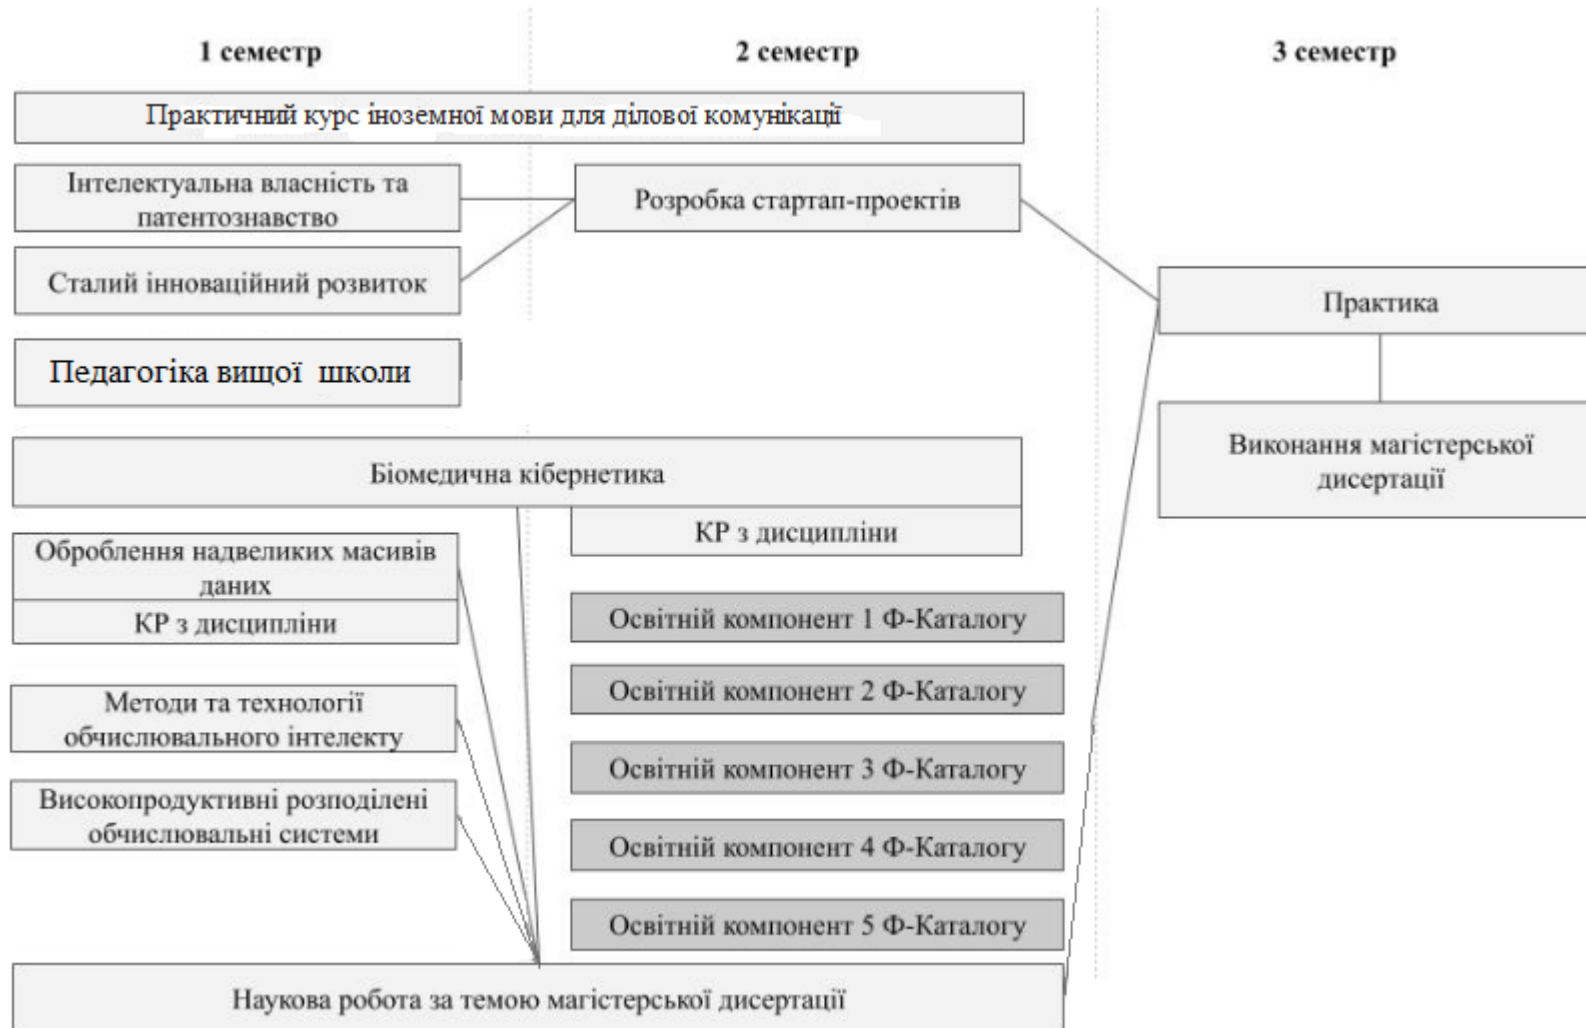 1 семестр
2 семестр
3 семестр
Практичний курс іноземної мови для ділової комунікації
Інтелектуальна власність та
патентознавство
Розробка стартап-проектів
Сталий інноваційний розвиток
Практика
Педагогіка вищої школи
Виконання магістерської
дисертації
Біомедична кібернетика
КР з дисципліни
Оброблення надвеликих масивів
даних
КР з дисципліни
Освітній компонент 1 Ф-Каталогу
Освітній компонент 2 Ф-Каталогу
Методи та технології
обчислювального інтелекту
Освітній компонент 3 Ф-Каталогу
Високопродуктивні розподілені
обчислювальні системи
Освітній компонент 4 Ф-Каталогу
Освітній компонент 5 Ф-Каталогу
Наукова робота за темою магістерської дисертації